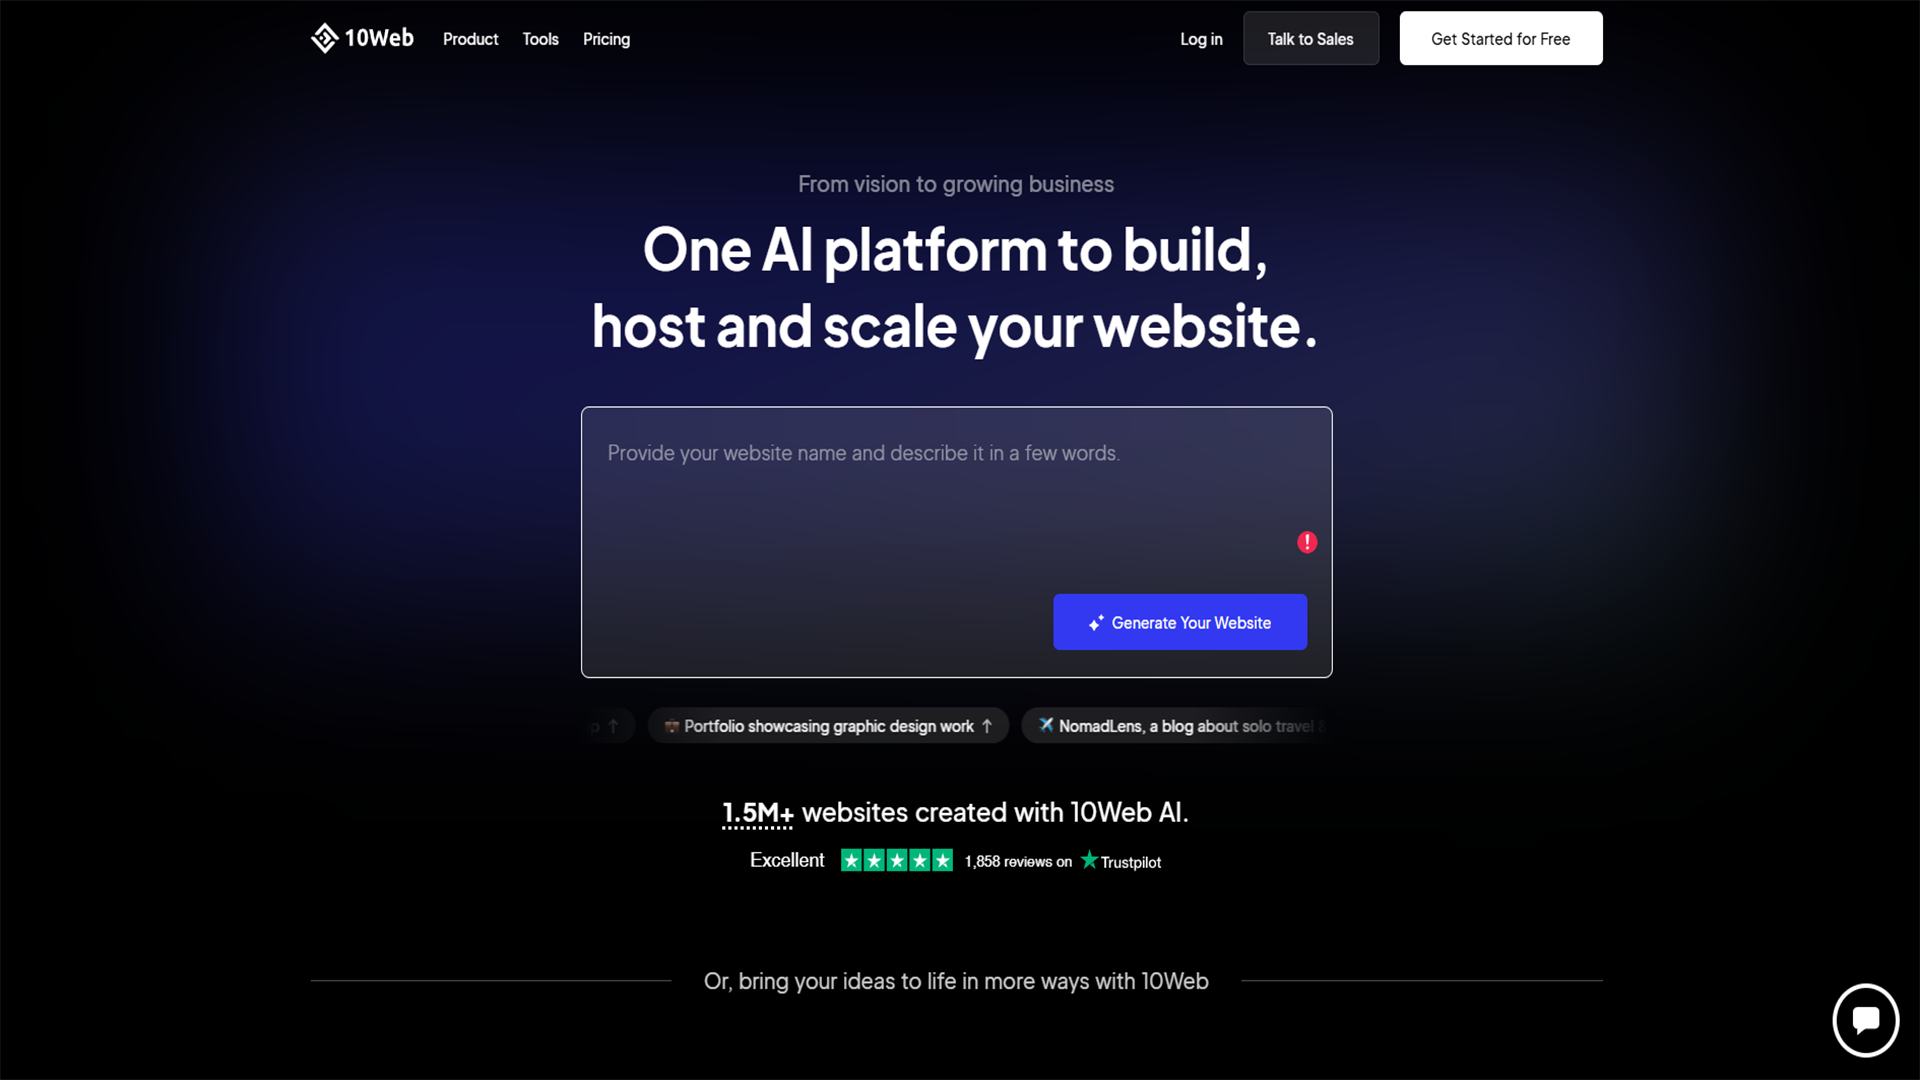 10Web
Product
Tools
Pricing
Log in
Talk to Sales
Get Started for Free
From vision to growing business
One AI platform to build,
host and scale your website.
Provide your website name and describe it in a few words.
Generate Your Website
Portfolio showcasing graphic design work ↑
NomadLens, a blog about solo travel &
1.5M+ websites created with 10Web AI.
Excellent
1,858 reviews on Trustpilot
Or, bring your ideas to life in more ways with 10Web